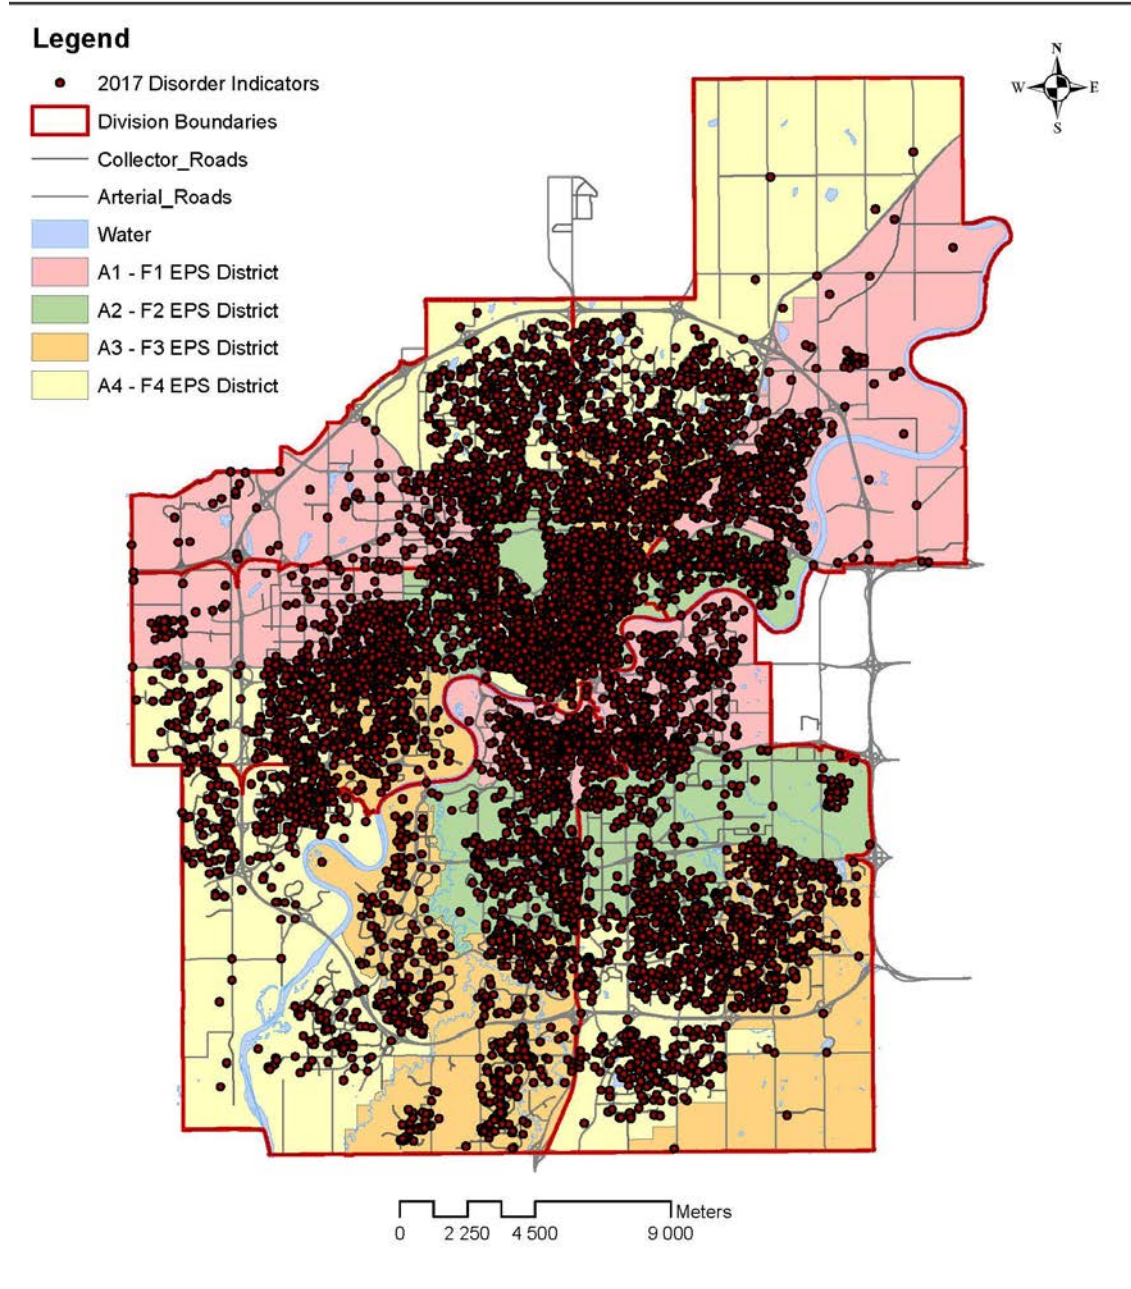 Legend
2017 Disorder Indicators
Division Boundaries
Collector_Roads
Arterial_Roads
Water
A1 - F1 EPS District
A2 - F2 EPS District
A3 - F3 EPS District
A4 - F4 EPS District
N
W E
S
Meters
0 2 250 4 500 9 000